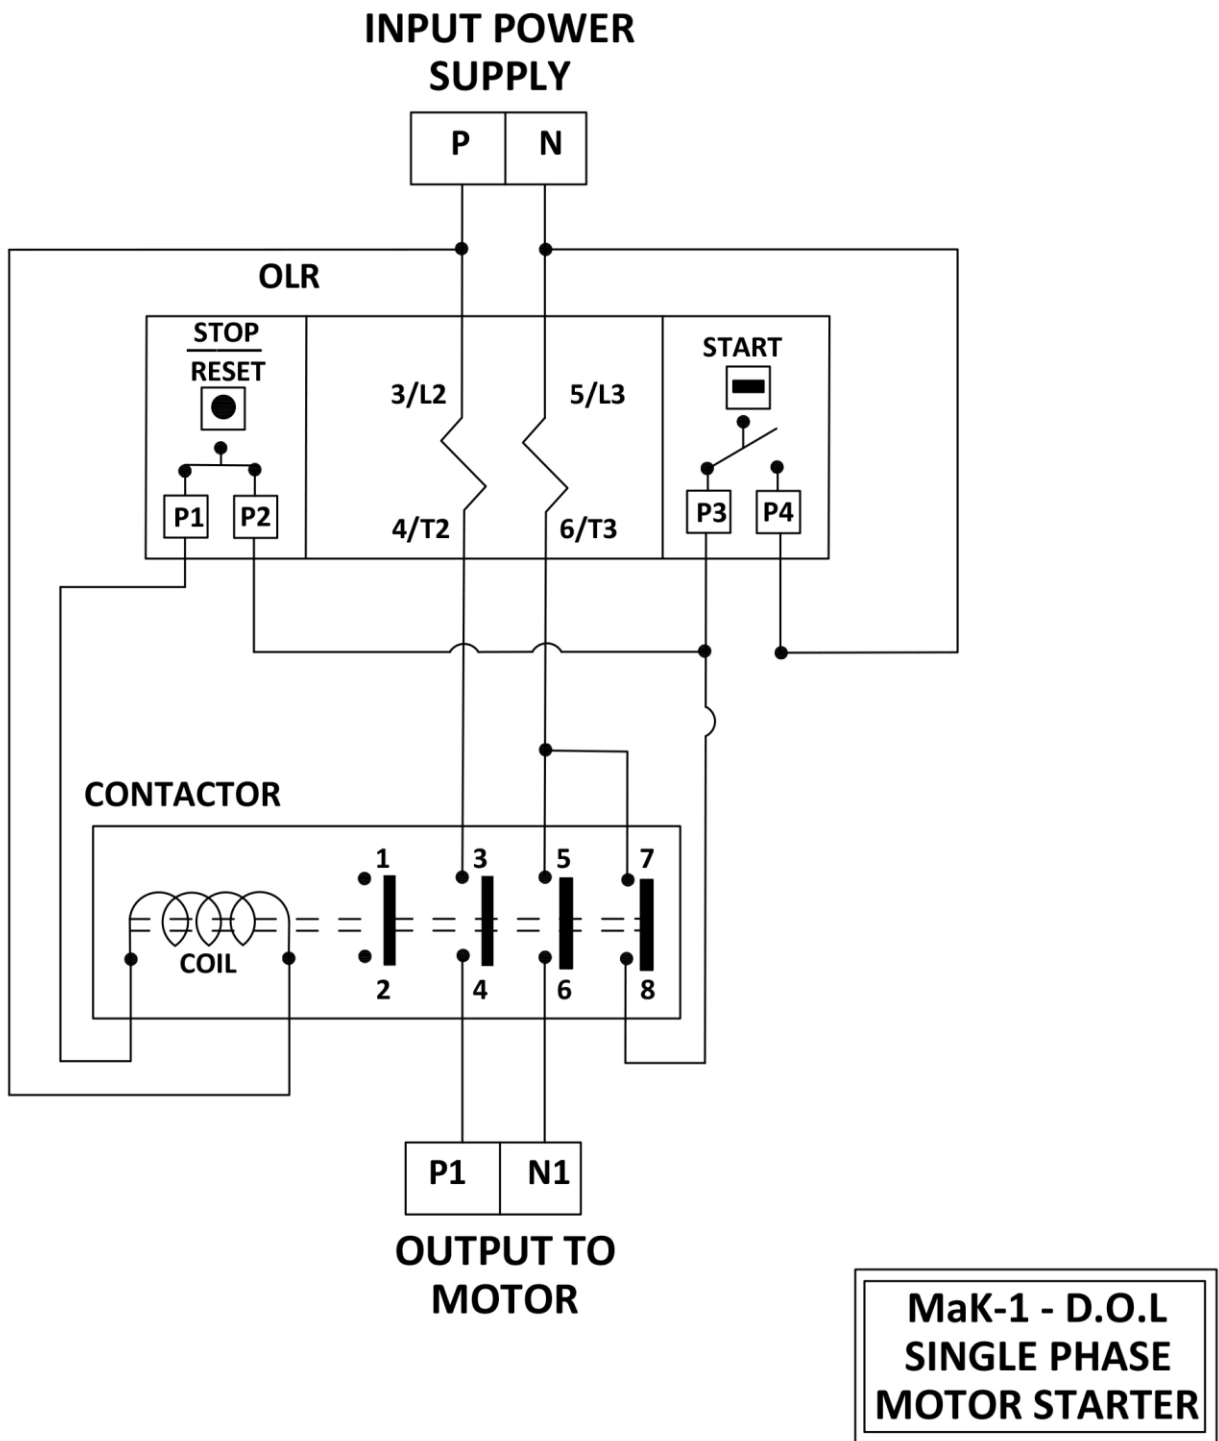 INPUT POWER
SUPPLY
P N
OLR
STOP
RESET
START
3/L2 5/L3
P1 P2
4/T2 6/T3
P3 P4
CONTACTOR
1 3 5 7
COIL
2 4 6 8
P1 N1
OUTPUT TO
MOTOR
MaK-1 - D.O.L
SINGLE PHASE
MOTOR STARTER